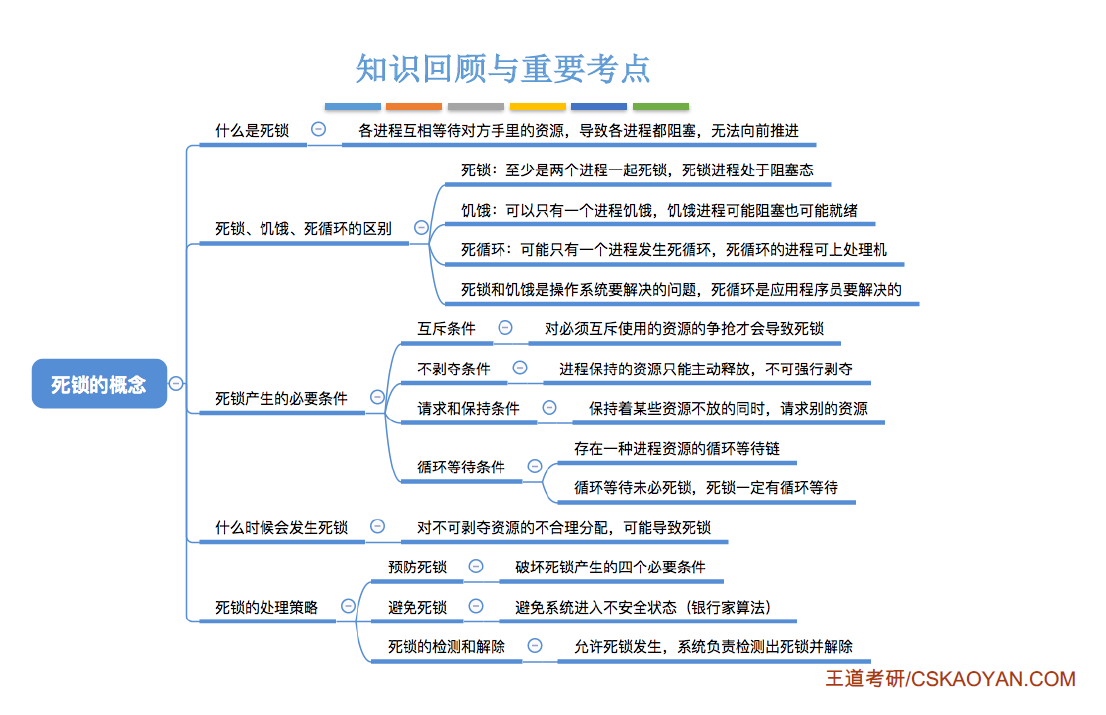 知识回顾与重要考点
什么是死锁
各进程互相等待对方手里的资源，导致各进程都阻塞，无法向前推进
死锁、饥饿、死循环的区别
死锁：至少是两个进程一起死锁，死锁进程处于阻塞态
饥饿：可以只有一个进程饥饿，饥饿进程可能阻塞也可能就绪
死循环：可能只有一个进程发生死循环，死循环的进程可上处理机
死锁和饥饿是操作系统要解决的问题，死循环是应用程序员要解决的
死锁的概念
死锁产生的必要条件
互斥条件
对必须互斥使用的资源的争抢才会导致死锁
不剥夺条件
进程保持的资源只能主动释放，不可强行剥夺
请求和保持条件
保持着某些资源不放的同时，请求别的资源
循环等待条件
存在一种进程资源的循环等待链
循环等待未必死锁，死锁一定有循环等待
什么时候会发生死锁
对不可剥夺资源的不合理分配，可能导致死锁
死锁的处理策略
预防死锁
破坏死锁产生的四个必要条件
避免死锁
避免系统进入不安全状态（银行家算法）
死锁的检测和解除
允许死锁发生，系统负责检测出死锁并解除
王道考研/CSKAOYAN.COM